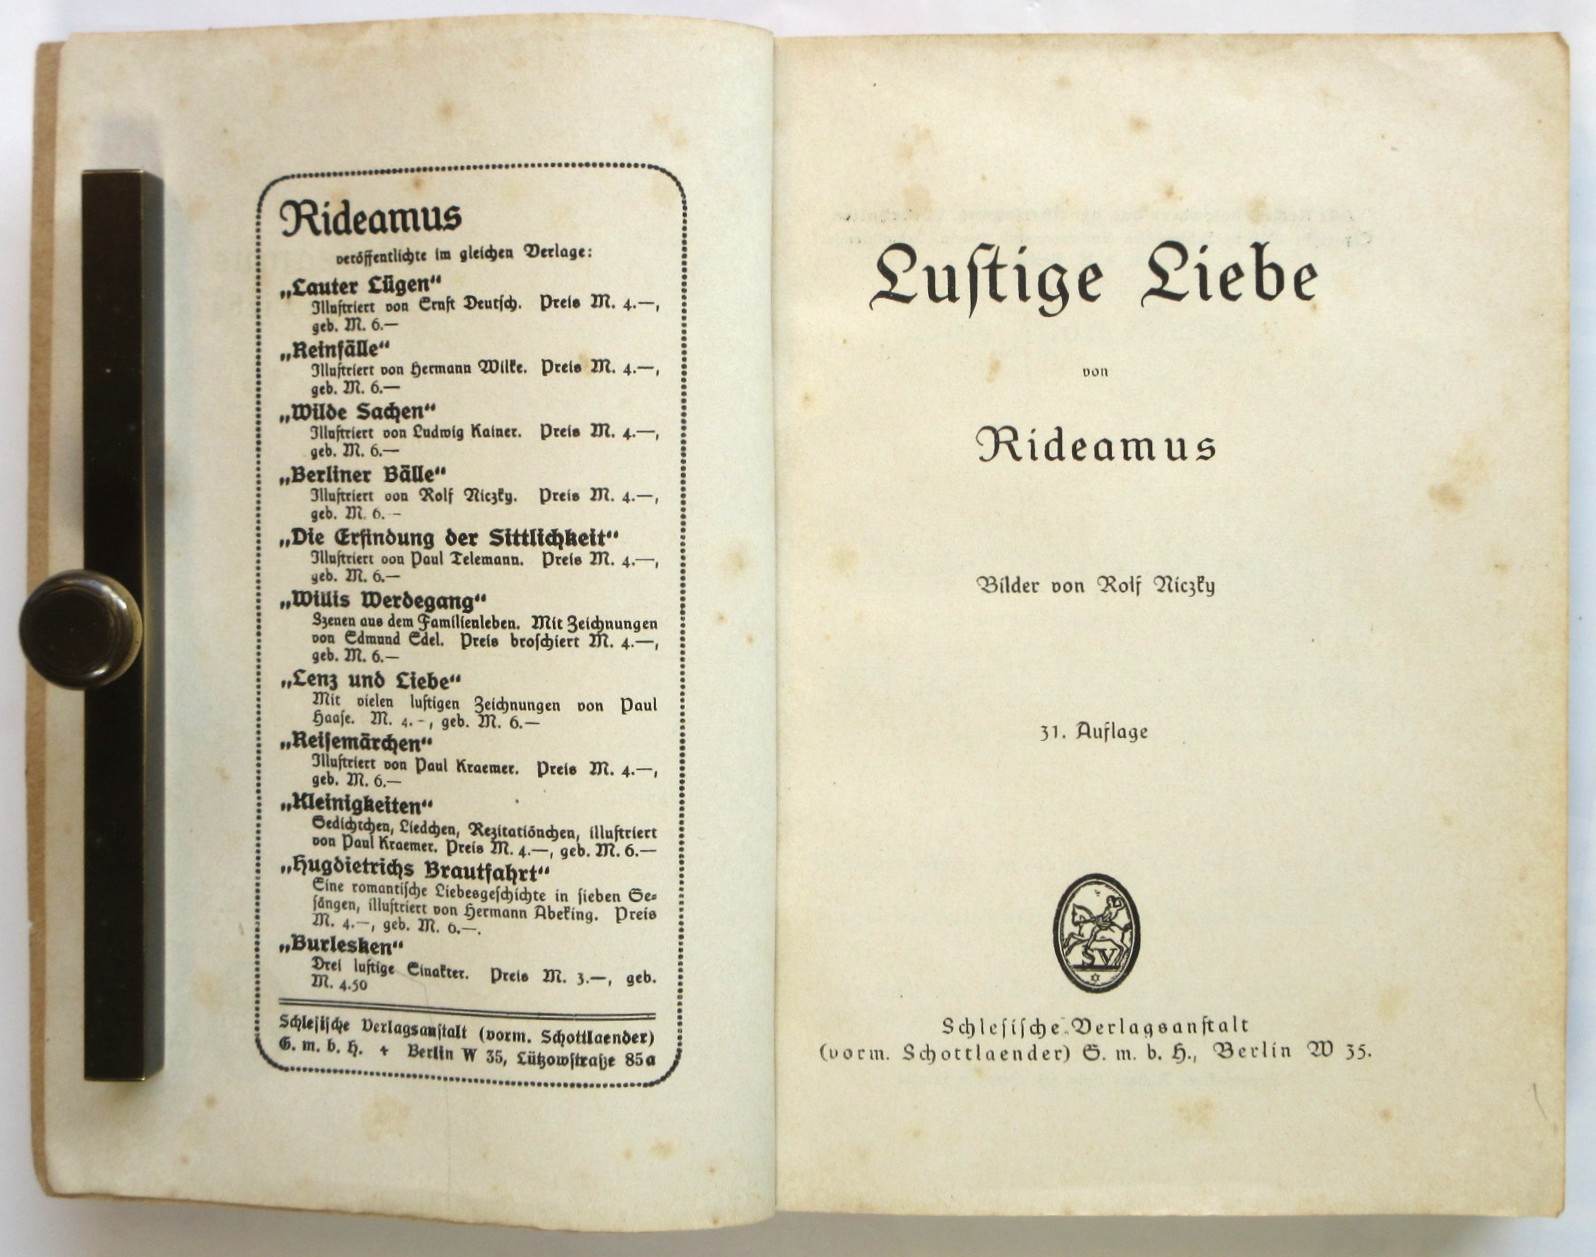 Rideamus
veröffentlichte im gleichen Verlage:
„Lauter Lügen“
Illustriert von Ernst Deutsch. Preis M. 4.—,
geb. M. 6.—
„Reinfälle“
Illustriert von Hermann Wilke. Preis M. 4.—,
geb. M. 6.—
„Wilde Sachen“
Illustriert von Ludwig Kainer. Preis M. 4.—,
geb. M. 6.—
„Berliner Bälle“
Illustriert von Rolf Niczky. Preis M. 4.—,
geb. M. 6.—
„Die Erfindung der Sittlichkeit“
Illustriert von Paul Telemann. Preis M. 4.—,
geb. M. 6.—
„Willis Werdegang“
Szenen aus dem Familienleben. Mit Zeichnungen
von Edmund Edel. Preis broschiert M. 4.—,
geb. M. 6.—
„Lenz und Liebe“
Mit vielen lustigen Zeichnungen von Paul
Haase. M. 4.-, geb. M. 6.—
„Reisemärchen“
Illustriert von Paul Kraemer. Preis M. 4.—,
geb. M. 6.—
„Kleinigkeiten“
Gedichtchen, Liedchen, Rezitatiönchen, illustriert
von Paul Kraemer. Preis M. 4.—, geb. M. 6.—
„Hugdietrichs Brautfahrt“
Eine romantische Liebesgeschichte in sieben Ge-
sängen, illustriert von Hermann Abeking. Preis
M. 4.—, geb. M. 6.—.
„Burlesken“
Drei lustige Einakter. Preis M. 3.—, geb.
M. 4.50
Schlesische Verlagsanstalt (vorm. Schottlaender)
G. m. b. H. + Berlin W 35, Lützowstraße 85a
Lustige Liebe
von
Rideamus
Bilder von Rolf Niczky
31. Auflage
SV
Schlesische Verlagsanstalt
(vorm. Schottlaender) G. m. b. H., Berlin W 35.